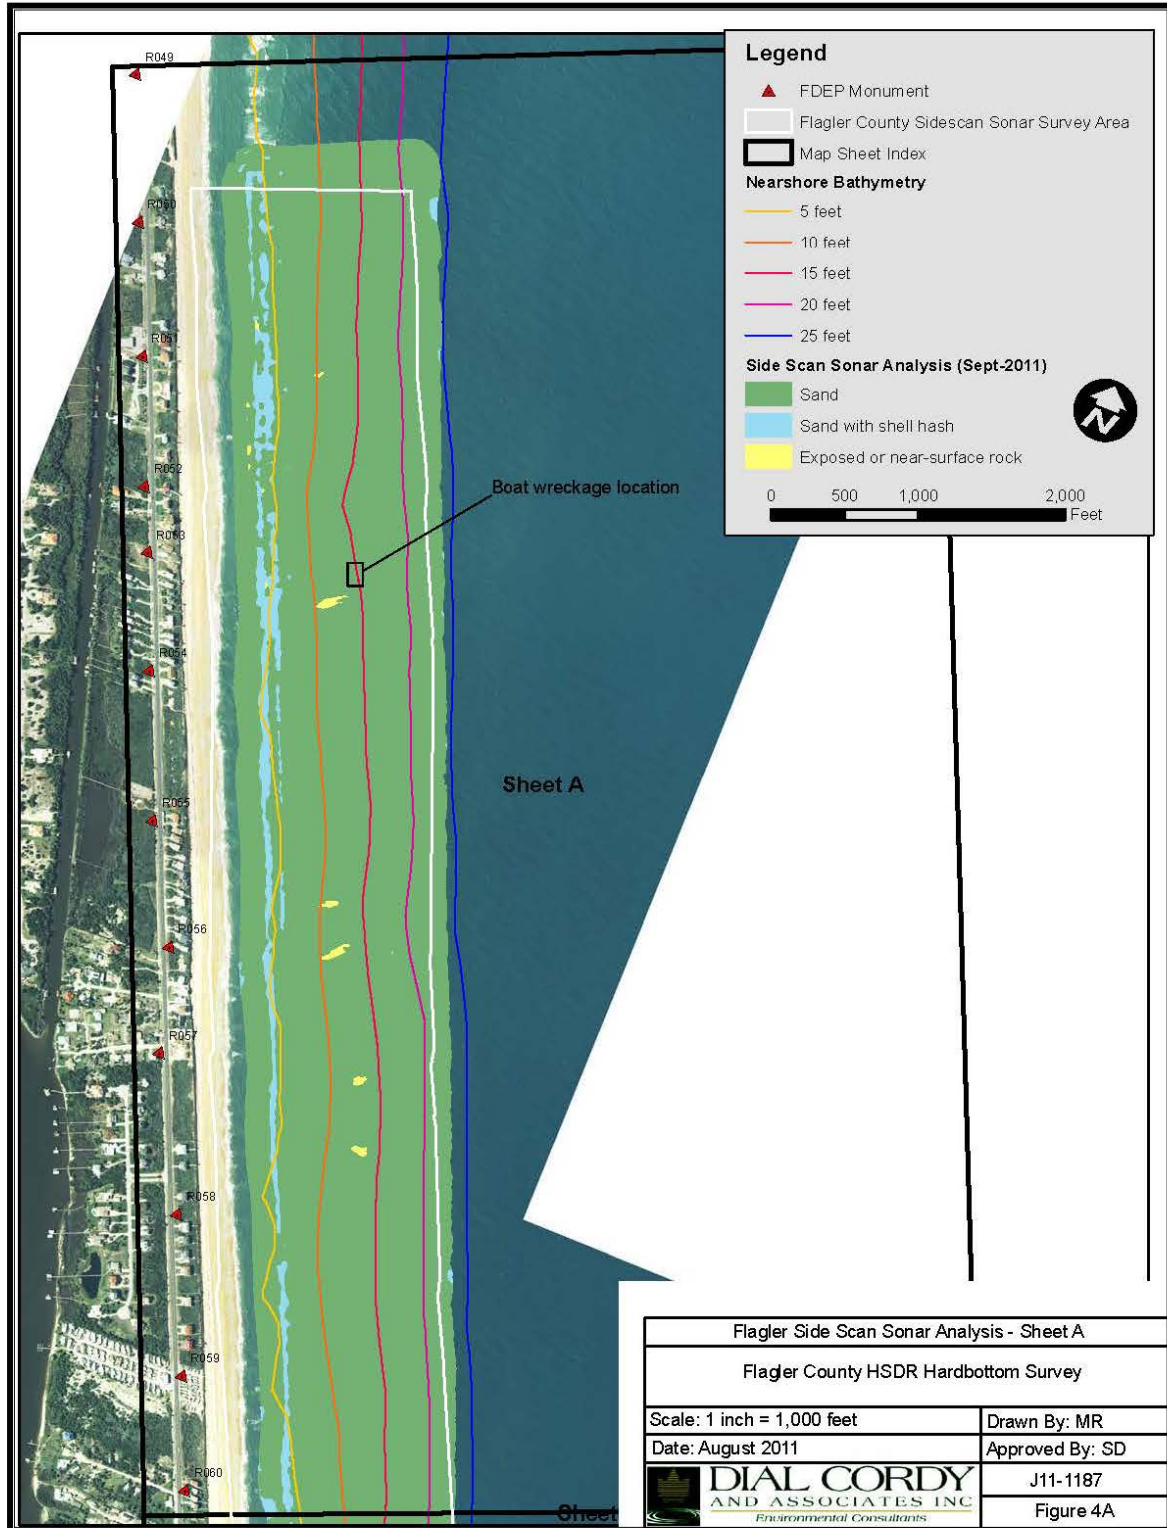 R049
R050
R051
R052
R053
R054
R055
R056
R057
R058
R059
R060
Boat wreckage location
Sheet A
Sheet
Legend
FDEP Monument
Flagler County Sidescan Sonar Survey Area
Map Sheet Index
Nearshore Bathymetry
5 feet
10 feet
15 feet
20 feet
25 feet
Side Scan Sonar Analysis (Sept-2011)
Sand
Sand with shell hash
Exposed or near-surface rock
N
0 500 1,000 2,000
Feet
Flagler Side Scan Sonar Analysis - Sheet A
Flagler County HSDR Hardbottom Survey
Scale: 1 inch = 1,000 feet
Drawn By: MR
Date: August 2011
Approved By: SD
DIAL CORDY
AND ASSOCIATES INC
Environmental Consultants
J11-1187
Figure 4A